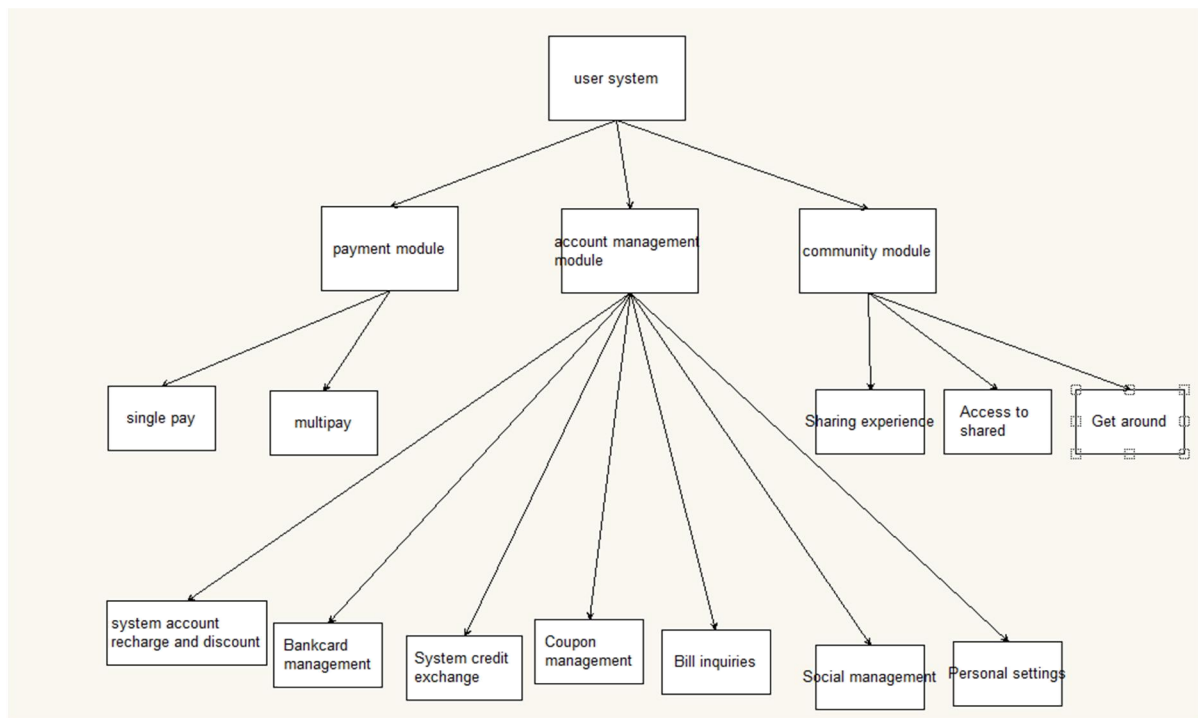 user system
payment module
account management
module
community module
single pay
multipay
Sharing experience
Access to
shared
Get around
system account
recharge and discount
Bankcard
management
System credit
exchange
Coupon
management
Bill inquiries
Social management
Personal settings